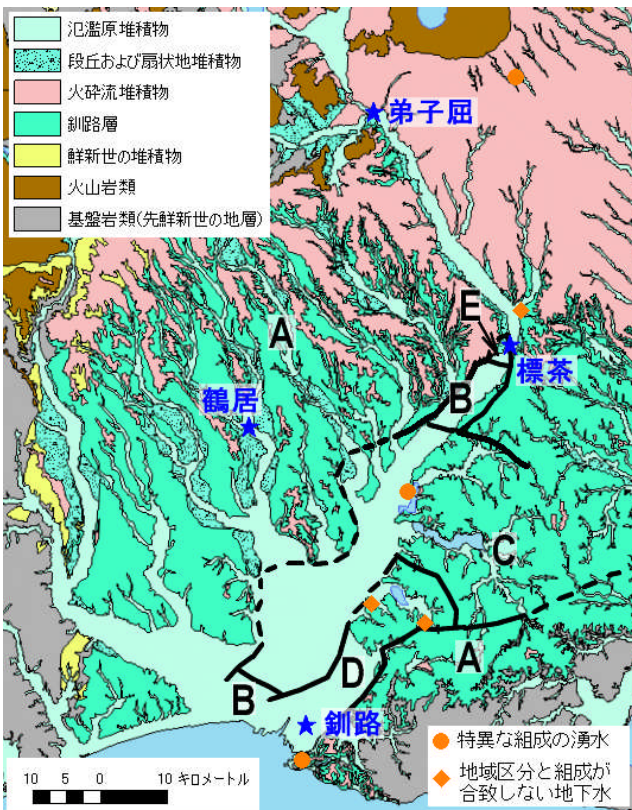 氾濫原堆積物
段丘および扇状地堆積物
火砕流堆積物
釧路層
鮮新世の堆積物
火山岩類
基盤岩類(先鮮新世の地層)
弟子屈
E
A
標茶
B
鶴居
C
A
D
B
釧路
特異な組成の湧水
地域区分と組成が
合致しない地下水
10 5 0 10 キロメートル